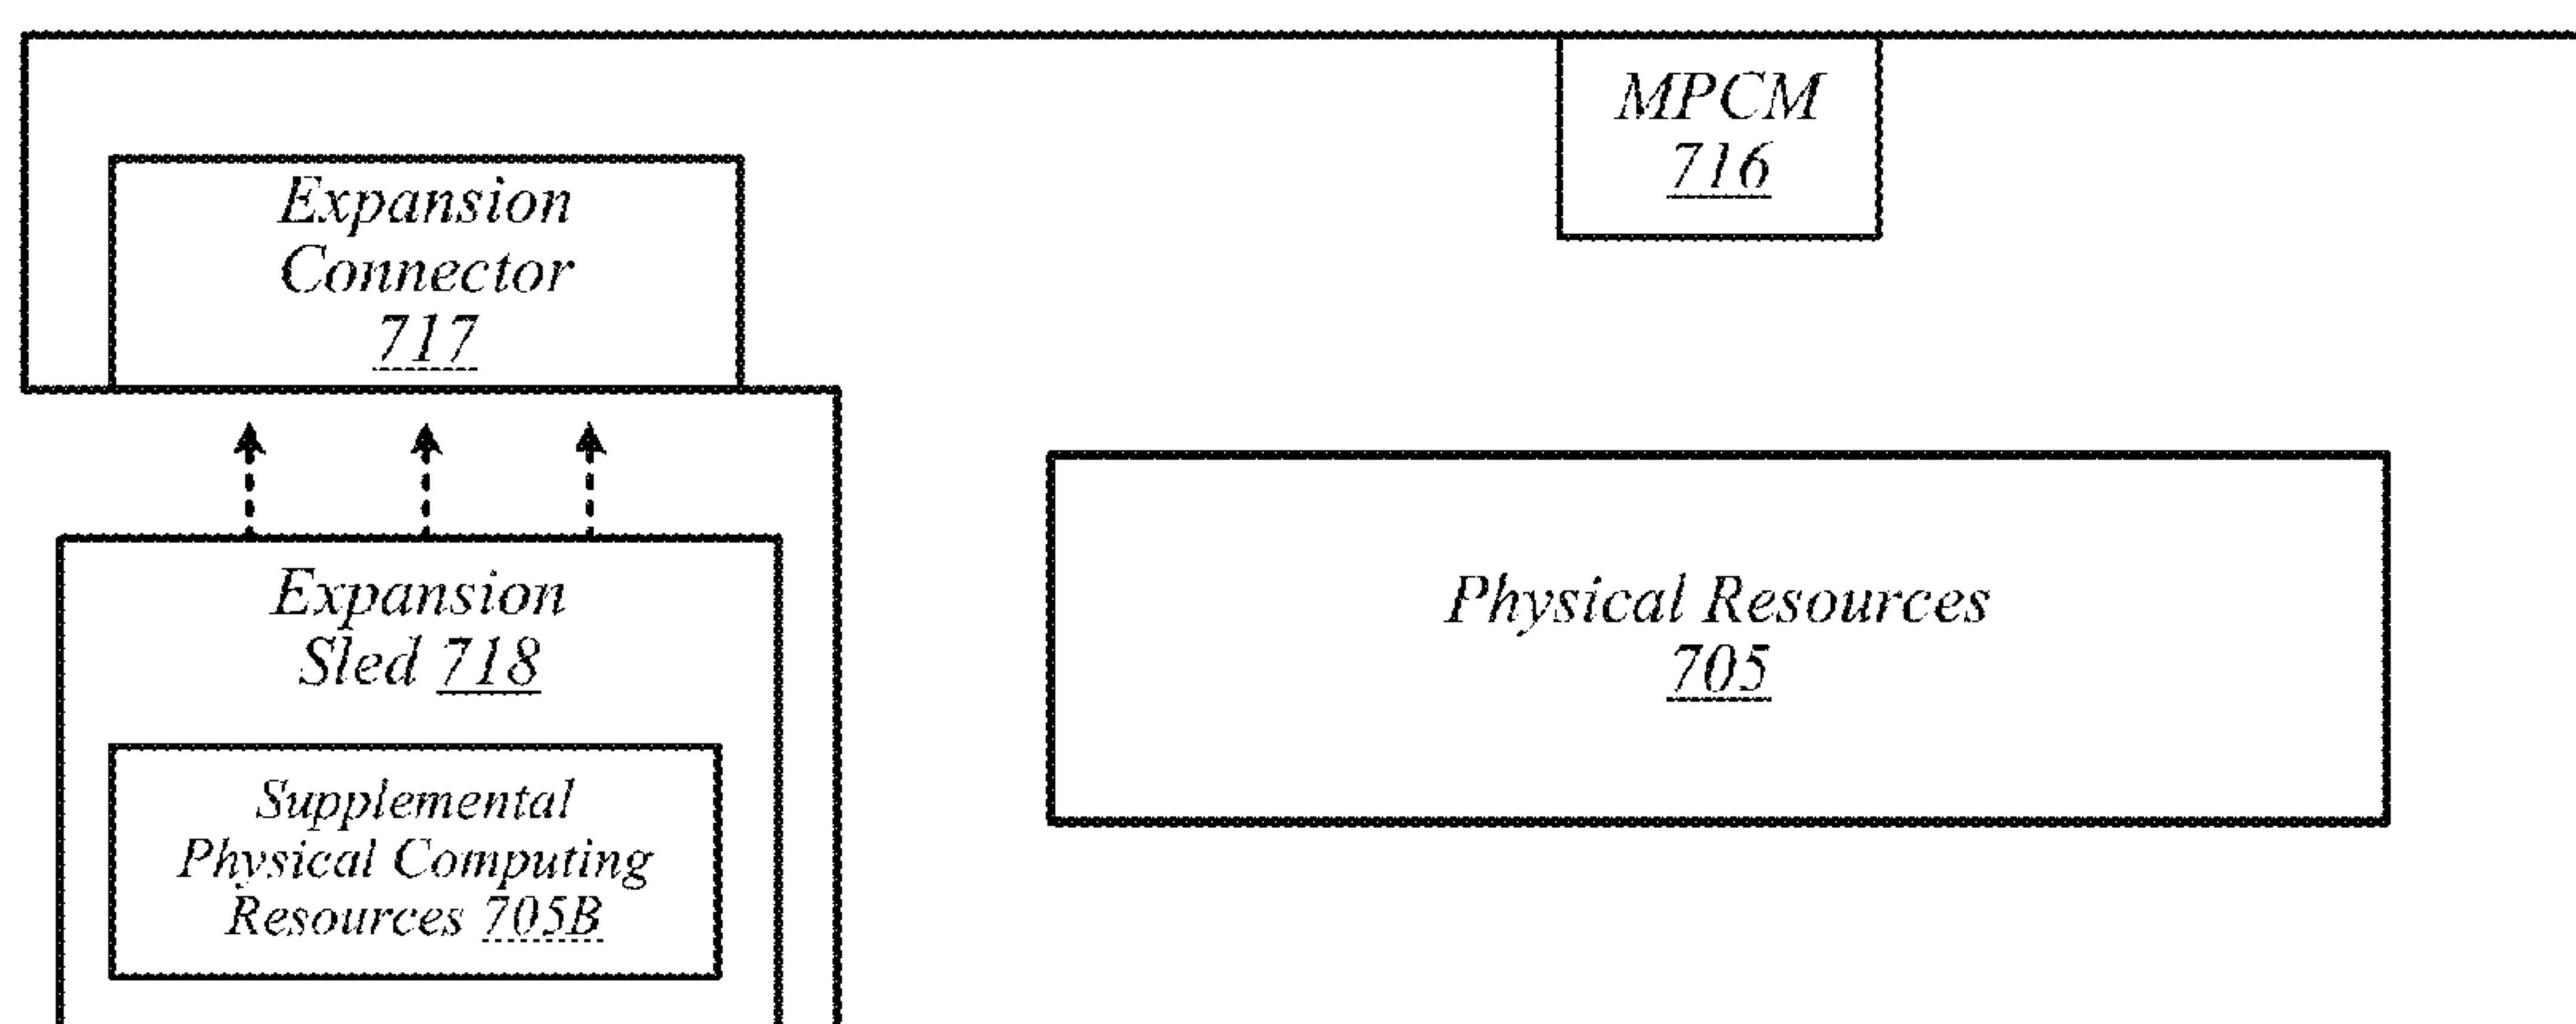 MPCM
716
Expansion
Connector
717
Expansion
Sled 718
Physical Resources
705
Supplemental
Physical Computing
Resources 705B